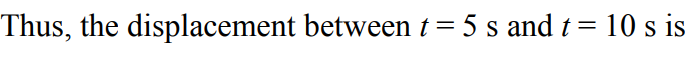 Thus, the displacement between t = 5 s and t = 10 s is